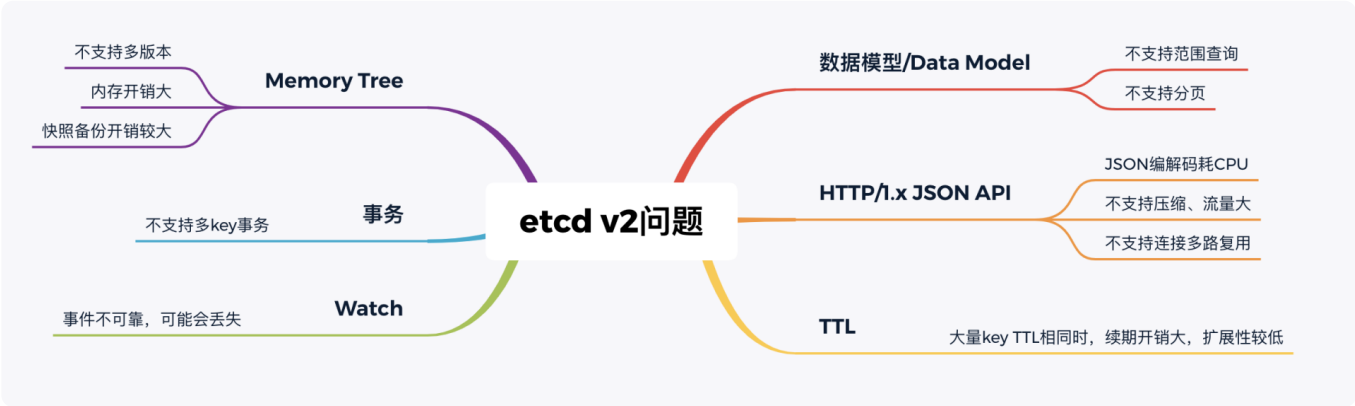 etcd v2问题
Memory Tree
不支持多版本
内存开销大
快照备份开销较大
事务
不支持多key事务
Watch
事件不可靠，可能会丢失
数据模型/Data Model
不支持范围查询
不支持分页
HTTP/1.x JSON API
JSON编解码耗CPU
不支持压缩、流量大
不支持连接多路复用
TTL
大量key TTL相同时，续期开销大，扩展性较低